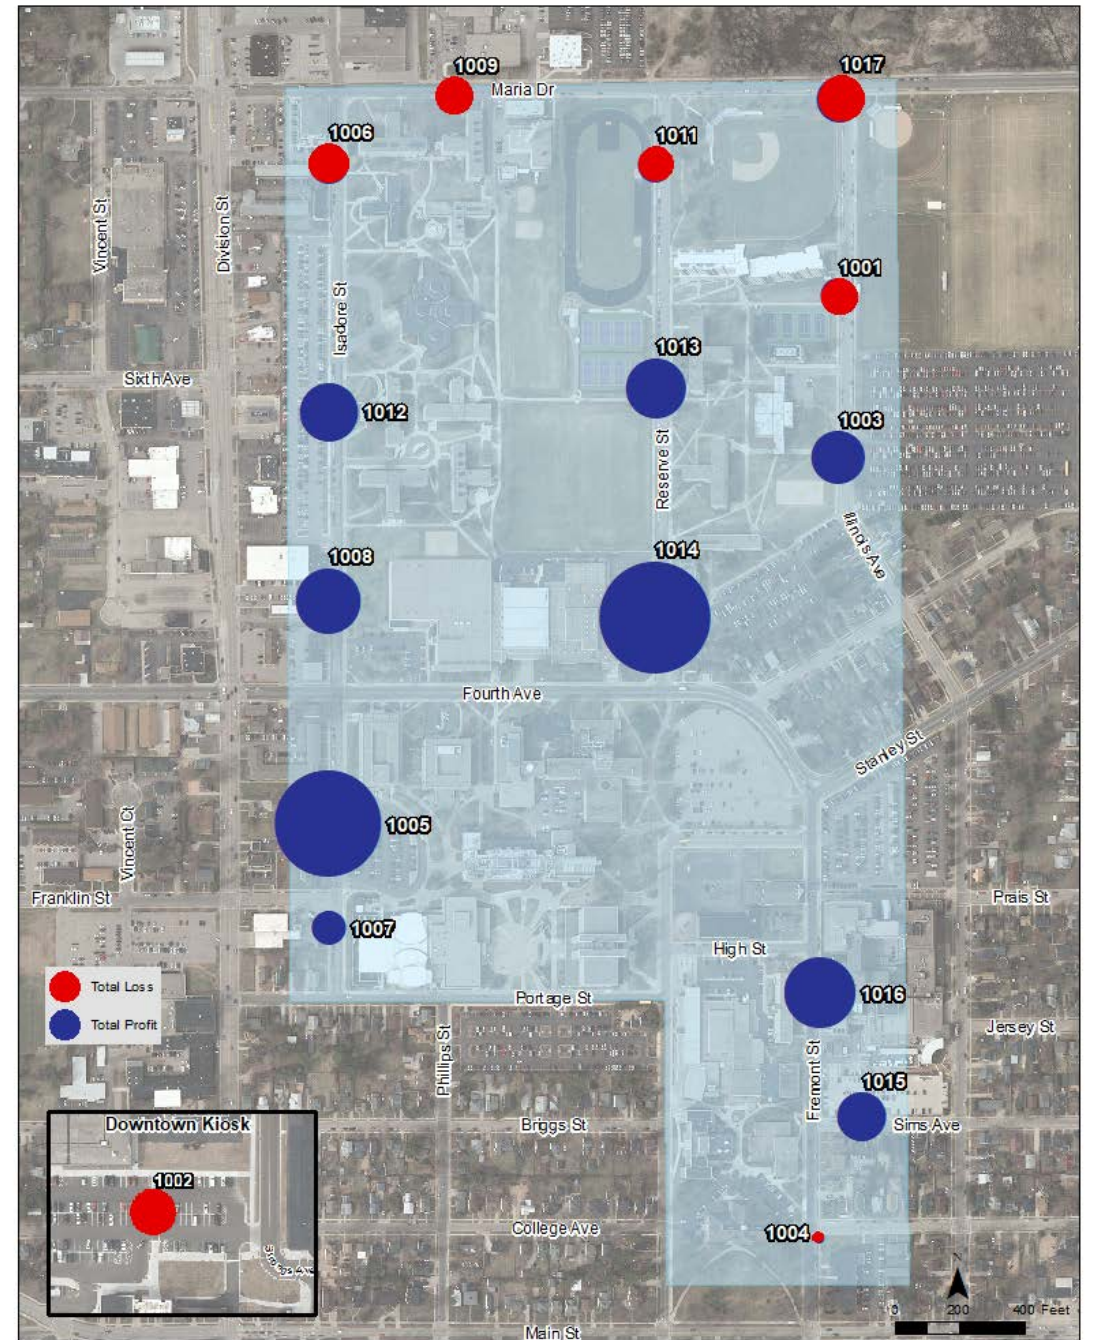 1009
1017
Maria Dr
1006
1011
Vincent St
Division St
1001
Isadore St
1013
Sixth Ave
1012
1003
Reserve St
Illinois Ave
1008
1014
Fourth Ave
Stanley St
1005
Vincent Ct
Franklin St
Prais St
1007
High St
Total Loss
1016
Portage St
Total Profit
Jersey St
Phillips St
Fremont St
1015
Downtown Kiosk
Briggs St
Sims Ave
1002
College Ave
1004
Strongs Ave
N
0 200 400 Feet
Main St